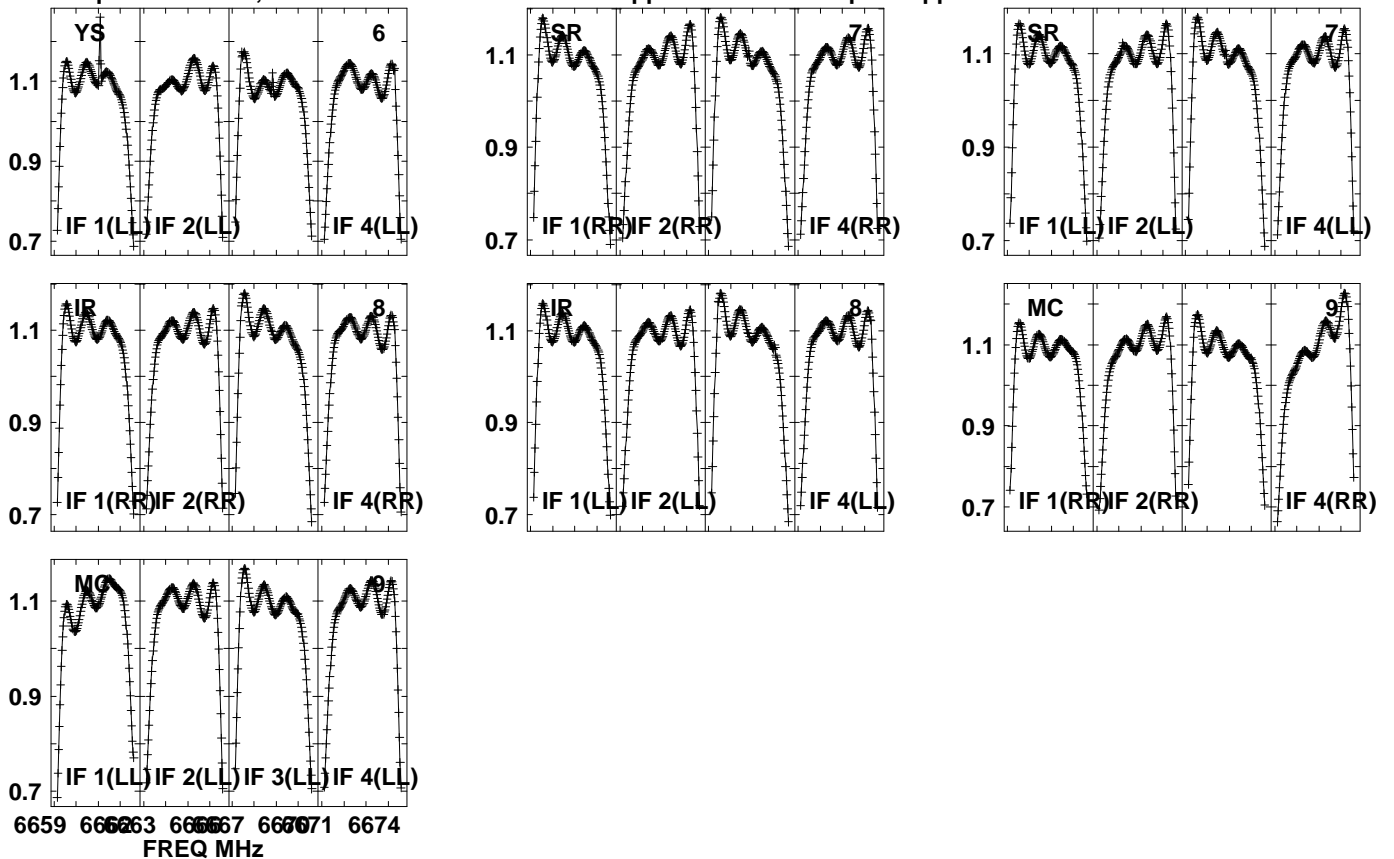 YS 6 SR 7 SR 7
1.1 1.1 1.1
0.9 0.9 0.9
IF 1(LL) IF 2(LL) IF 4(LL) IF 1(RR) IF 2(RR) IF 4(RR) IF 1(LL) IF 2(LL) IF 4(LL)
0.7 0.7 0.7
IR 8 IR 8 MC 9
1.1 1.1 1.1
0.9 0.9 0.9
IF 1(RR) IF 2(RR) IF 4(RR) IF 1(LL) IF 2(LL) IF 4(LL) IF 1(RR) IF 2(RR) IF 4(RR)
0.7 0.7 0.7
MC 9
1.1
0.9
IF 1(LL) IF 2(LL) IF 3(LL) IF 4(LL)
0.7
6659 6662 6663 6666 6667 6670 6671 6674
FREQ MHz